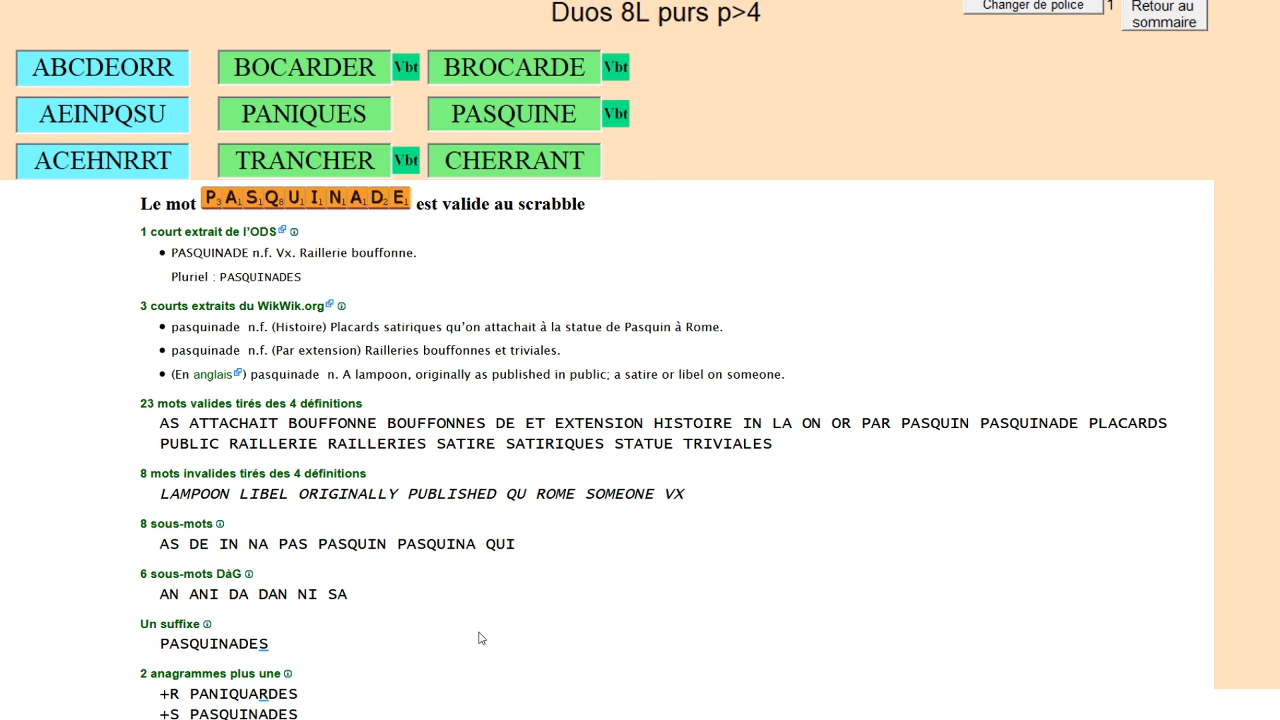 Duos 8L purs p>4
Changer de police
1
Retour au
sommaire
ABCDEORR BOCARDER Vbt BROCARDE Vbt
AEINPQSU PANIQUES PASQUINE Vbt
ACEHNRRT TRANCHER Vbt CHERRANT
Le mot P3A1S1Q8U1I1N1A1D2E1 est valide au scrabble
1 court extrait de l'ODS
• PASQUINADE n.f. Vx. Raillerie bouffonne.
Pluriel : PASQUINADES
3 courts extraits du WikWik.org
• pasquinade n.f. (Histoire) Placards satiriques qu'on attachait à la statue de Pasquin à Rome.
• pasquinade n.f. (Par extension) Railleries bouffonnes et triviales.
• (En anglais) pasquinade n. A lampoon, originally as published in public; a satire or libel on someone.
23 mots valides tirés des 4 définitions
AS ATTACHAIT BOUFFONNE BOUFFONNES DE ET EXTENSION HISTOIRE IN LA ON OR PAR PASQUIN PASQUINADE PLACARDS
PUBLIC RAILLERIE RAILLERIES SATIRE SATIRIQUES STATUE TRIVIALES
8 mots invalides tirés des 4 définitions
LAMPOON LIBEL ORIGINALLY PUBLISHED QU ROME SOMEONE VX
8 sous-mots
AS DE IN NA PAS PASQUIN PASQUINA QUI
6 sous-mots DàG
AN ANI DA DAN NI SA
Un suffixe
PASQUINADES
2 anagrammes plus une
+R PANIQUARDES
+S PASQUINADES